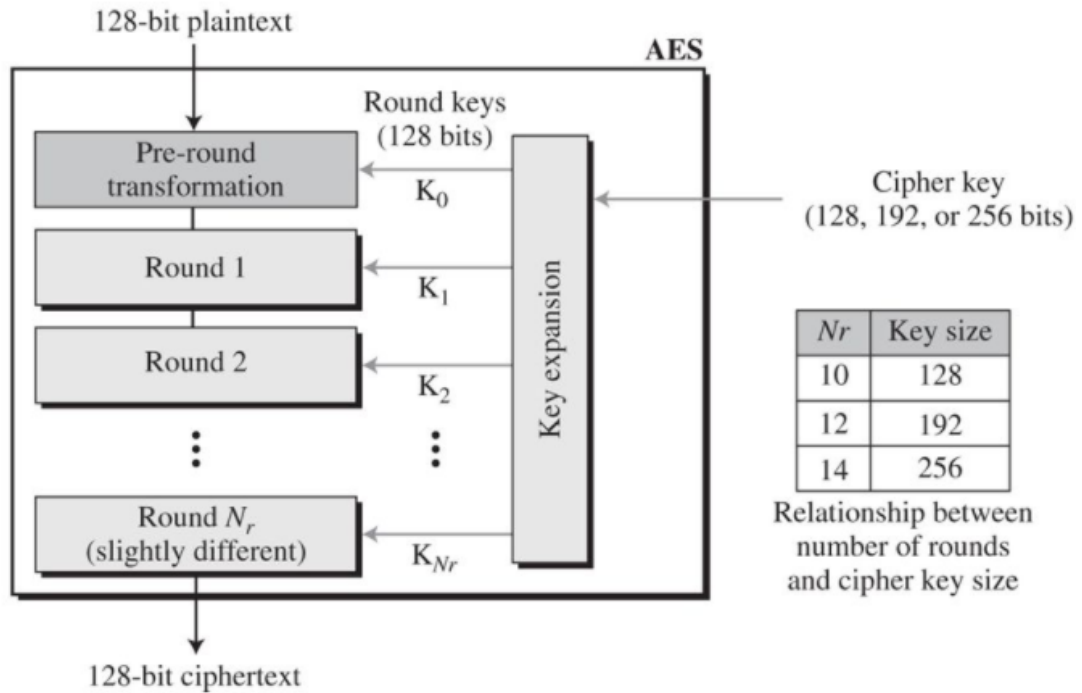 128-bit plaintext
AES
Round keys
(128 bits)
Pre-round
transformation
K0
Cipher key
(128, 192, or 256 bits)
Round 1
K1
Round 2
K2
Key expansion
Nr Key size
10 128
12 192
14 256
Relationship between
number of rounds
and cipher key size
Round Nr
(slightly different)
KNr
128-bit ciphertext